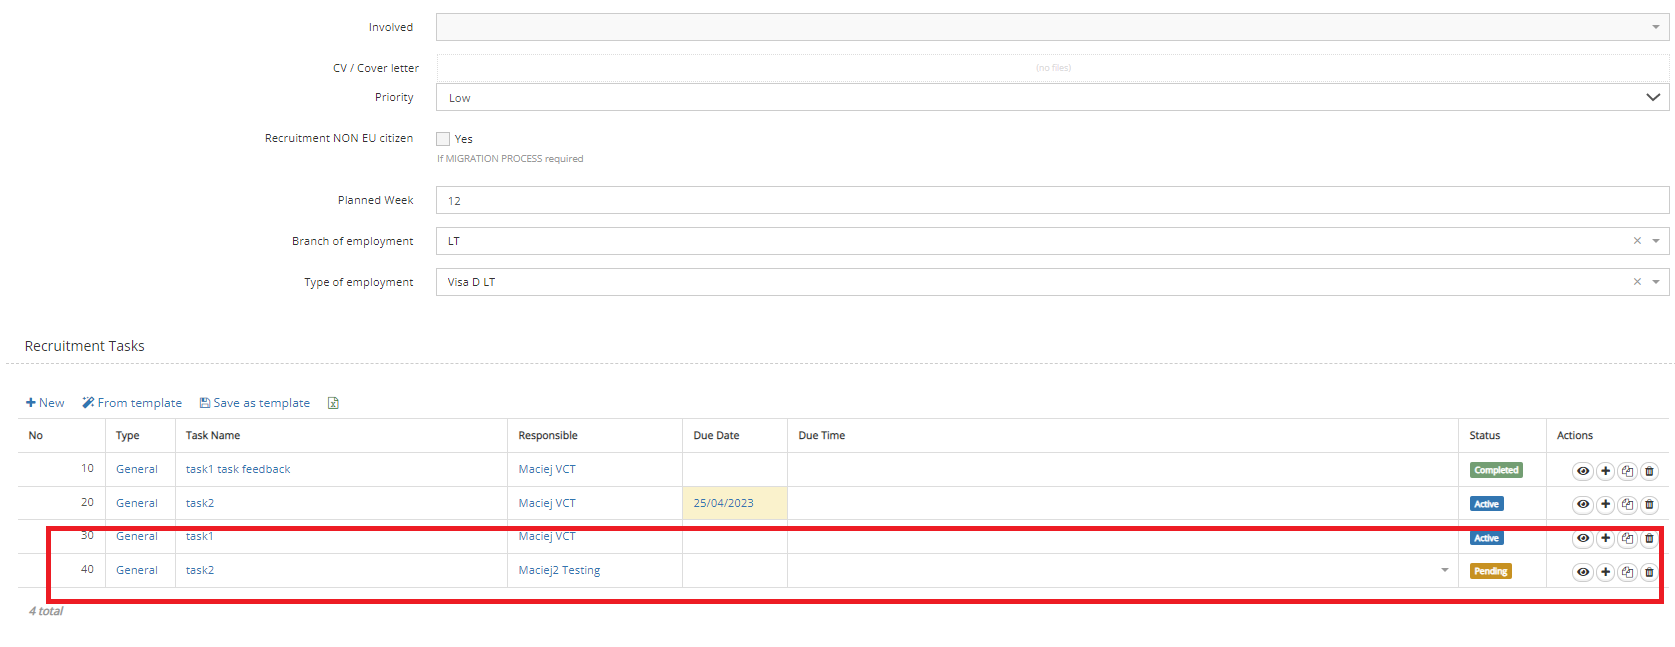 Involved
CV / Cover letter (no files)
Priority Low
Recruitment NON EU citizen Yes
If MIGRATION PROCESS required
Planned Week 12
Branch of employment LT
Type of employment Visa D LT
Recruitment Tasks
New From template Save as template
No Type Task Name Responsible Due Date Due Time Status Actions
10 General task1 task feedback Maciej VCT Completed
20 General task2 Maciej VCT 25/04/2023 Active
30 General task1 Maciej VCT Active
40 General task2 Maciej2 Testing Pending
4 total